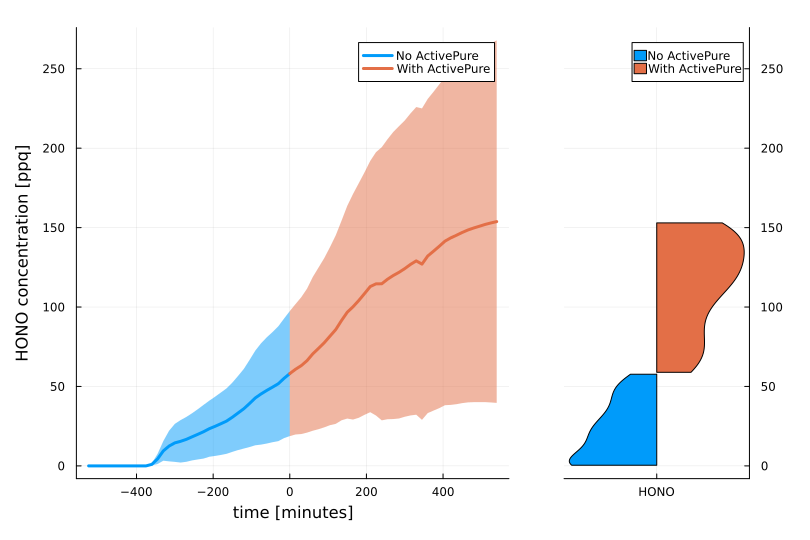 HONO concentration [ppq]
250
200
150
100
50
0
−400
−200
0
200
400
time [minutes]
No ActivePure
With ActivePure
No ActivePure
With ActivePure
250
200
150
100
50
0
HONO